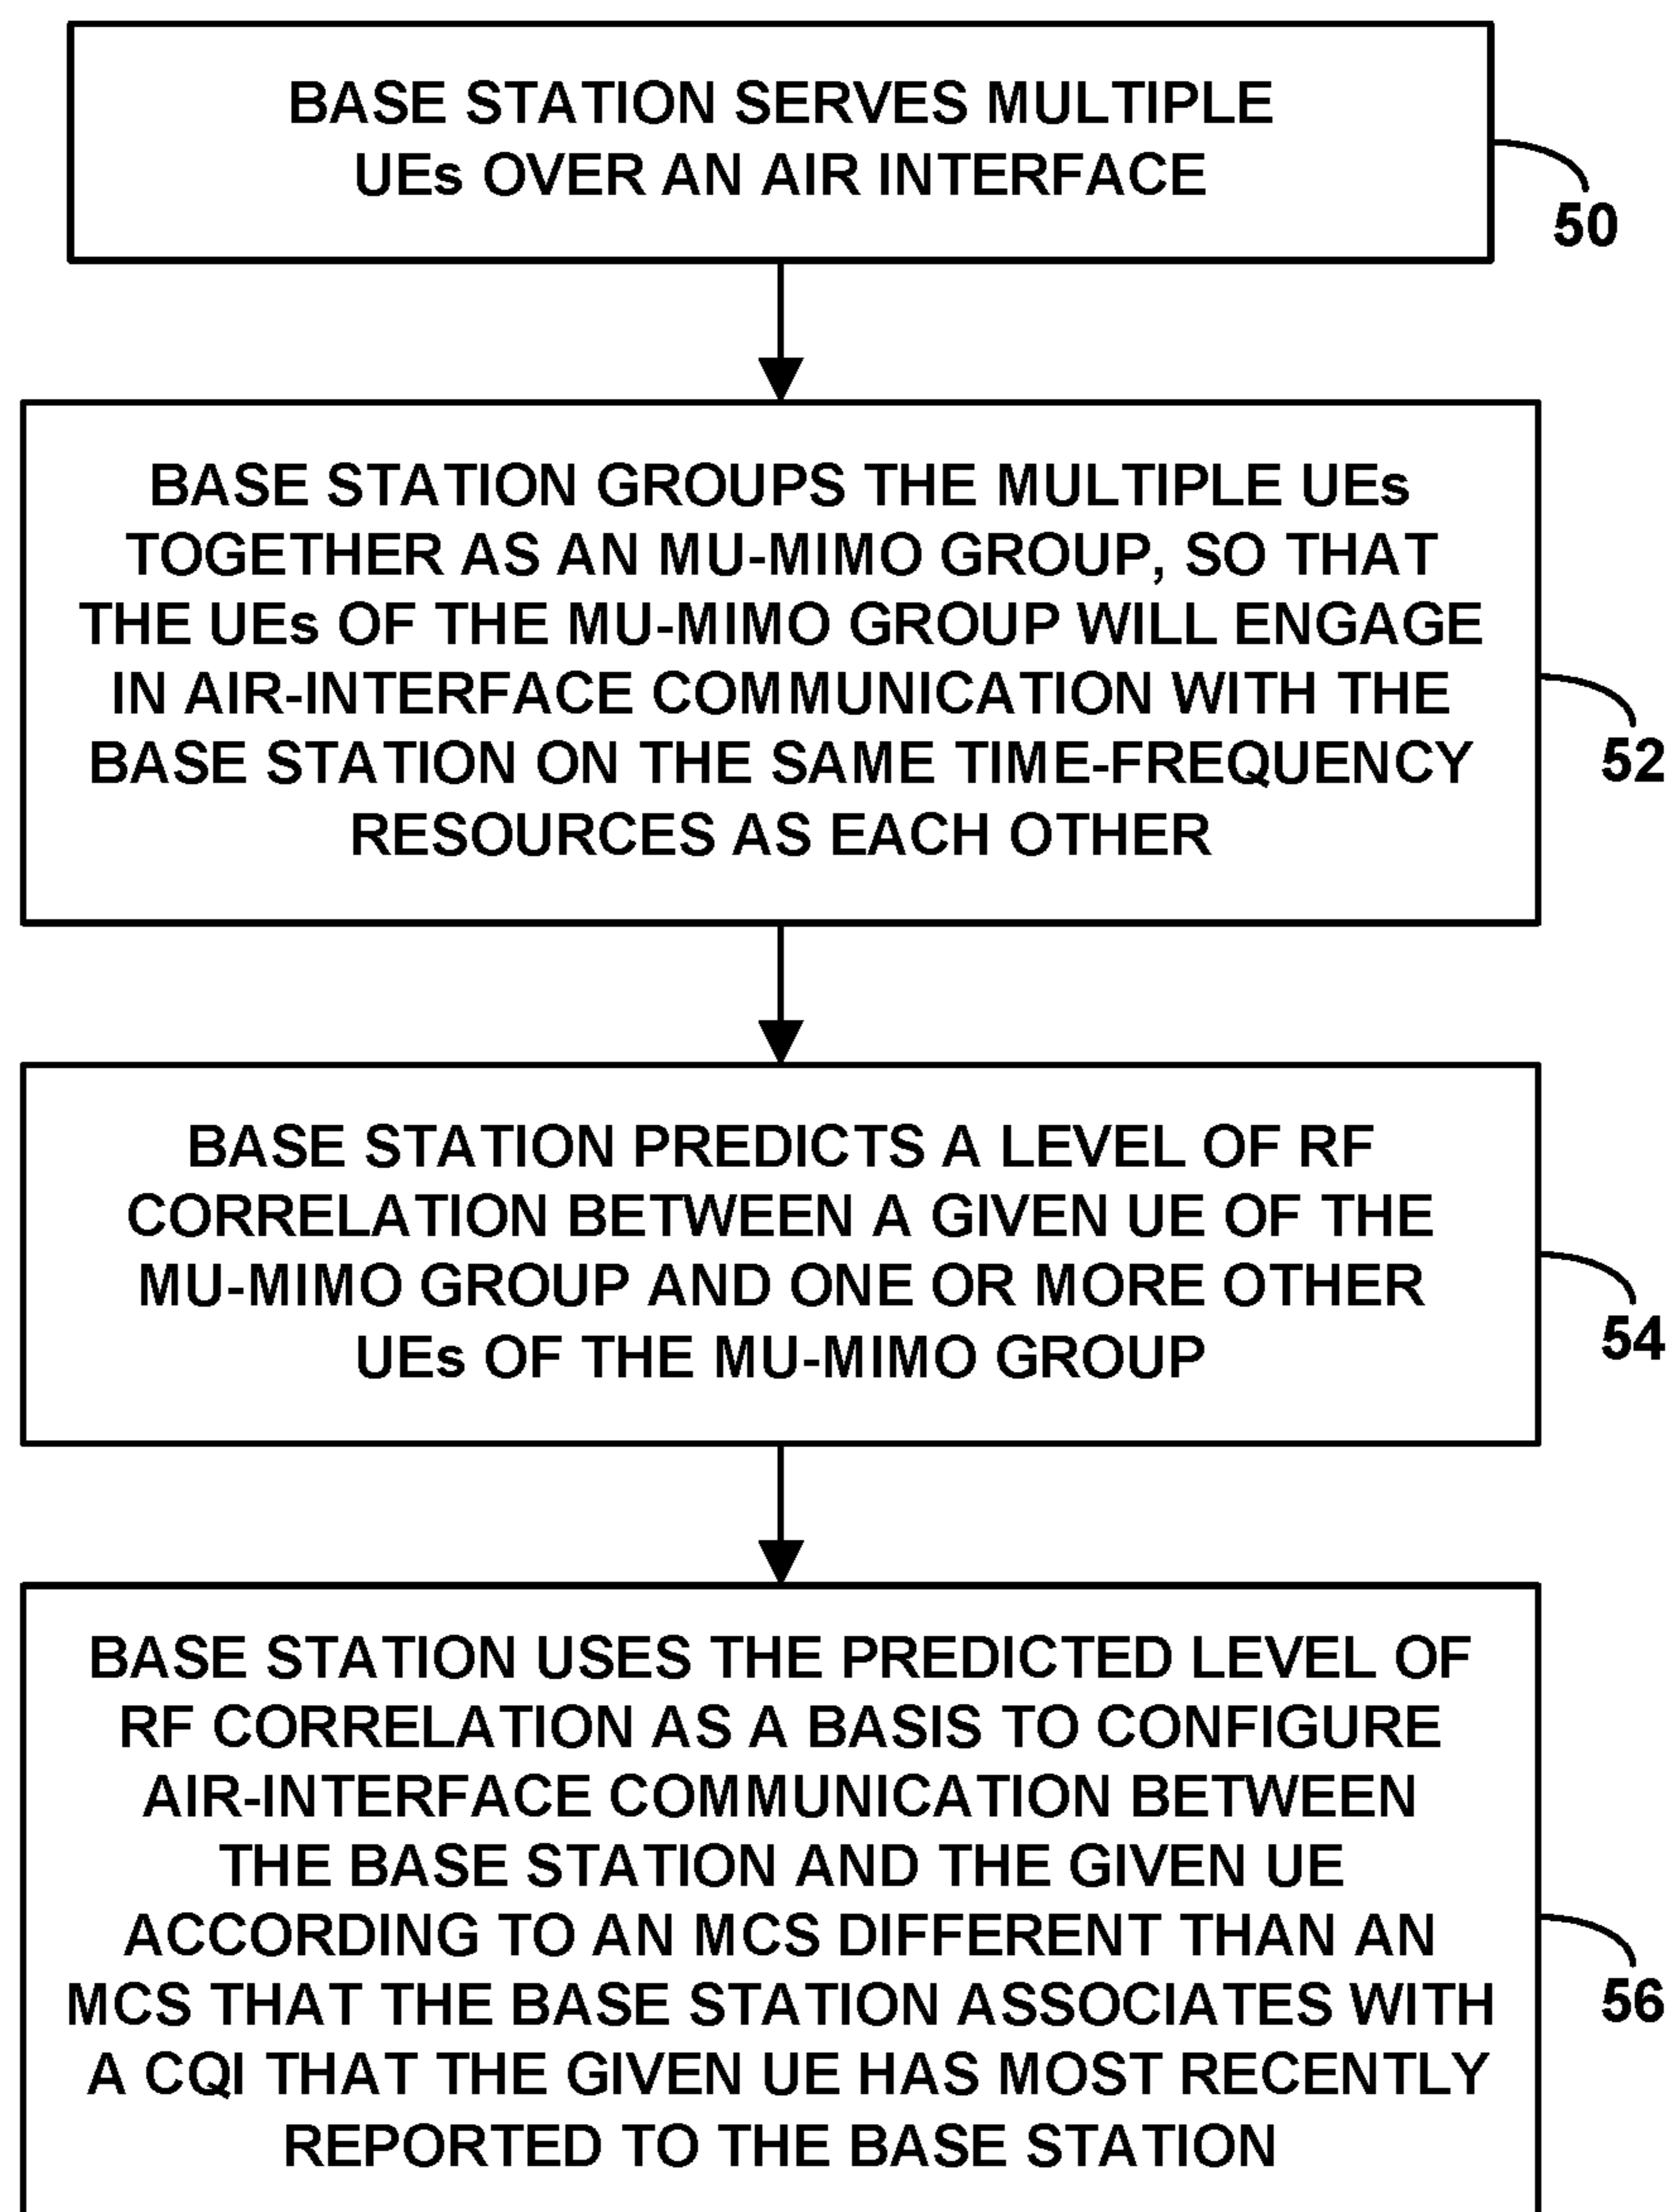 BASE STATION SERVES MULTIPLE
UEs OVER AN AIR INTERFACE
50
BASE STATION GROUPS THE MULTIPLE UEs
TOGETHER AS AN MU-MIMO GROUP, SO THAT
THE UEs OF THE MU-MIMO GROUP WILL ENGAGE
IN AIR-INTERFACE COMMUNICATION WITH THE
BASE STATION ON THE SAME TIME-FREQUENCY
RESOURCES AS EACH OTHER
52
BASE STATION PREDICTS A LEVEL OF RF
CORRELATION BETWEEN A GIVEN UE OF THE
MU-MIMO GROUP AND ONE OR MORE OTHER
UEs OF THE MU-MIMO GROUP
54
BASE STATION USES THE PREDICTED LEVEL OF
RF CORRELATION AS A BASIS TO CONFIGURE
AIR-INTERFACE COMMUNICATION BETWEEN
THE BASE STATION AND THE GIVEN UE
ACCORDING TO AN MCS DIFFERENT THAN AN
MCS THAT THE BASE STATION ASSOCIATES WITH
A CQI THAT THE GIVEN UE HAS MOST RECENTLY
REPORTED TO THE BASE STATION
56